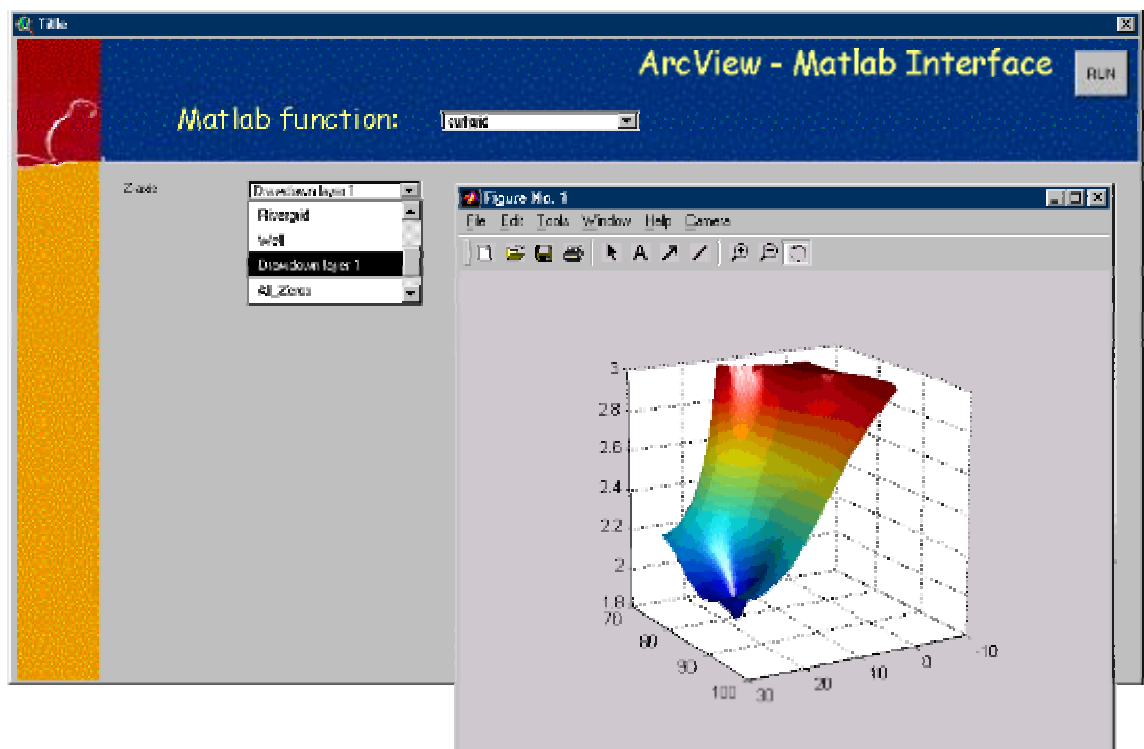 Title
ArcView - Matlab Interface
RUN
Matlab function:
Z axis
Drawdown layer 1
Rivergrid
Well
Drawdown layer 1
All_Zeros
Figure No. 1
File Edit Tools Window Help Camera
A
3
2.8
2.6
2.4
2.2
2
1.8
70
80
90
100
30
20
10
0
-10